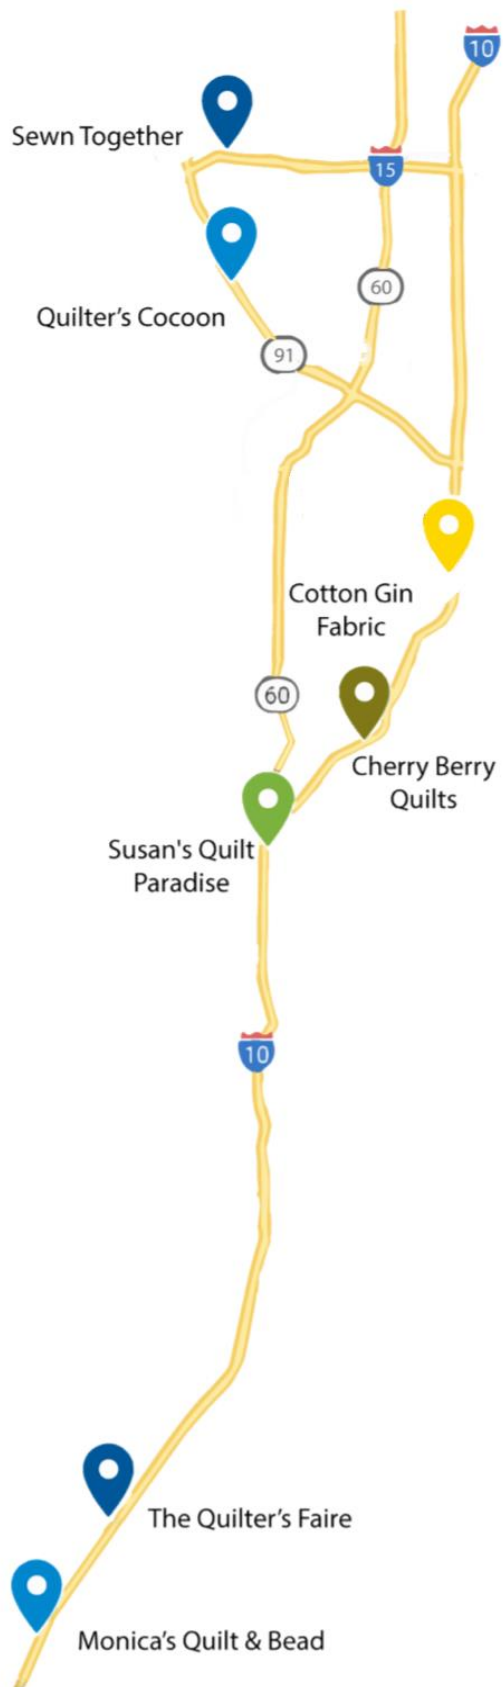 10
Sewn Together
15
60
Quilter's Cocoon
91
Cotton Gin
Fabric
60
Cherry Berry
Quilts
Susan's Quilt
Paradise
10
The Quilter's Faire
Monica's Quilt & Bead